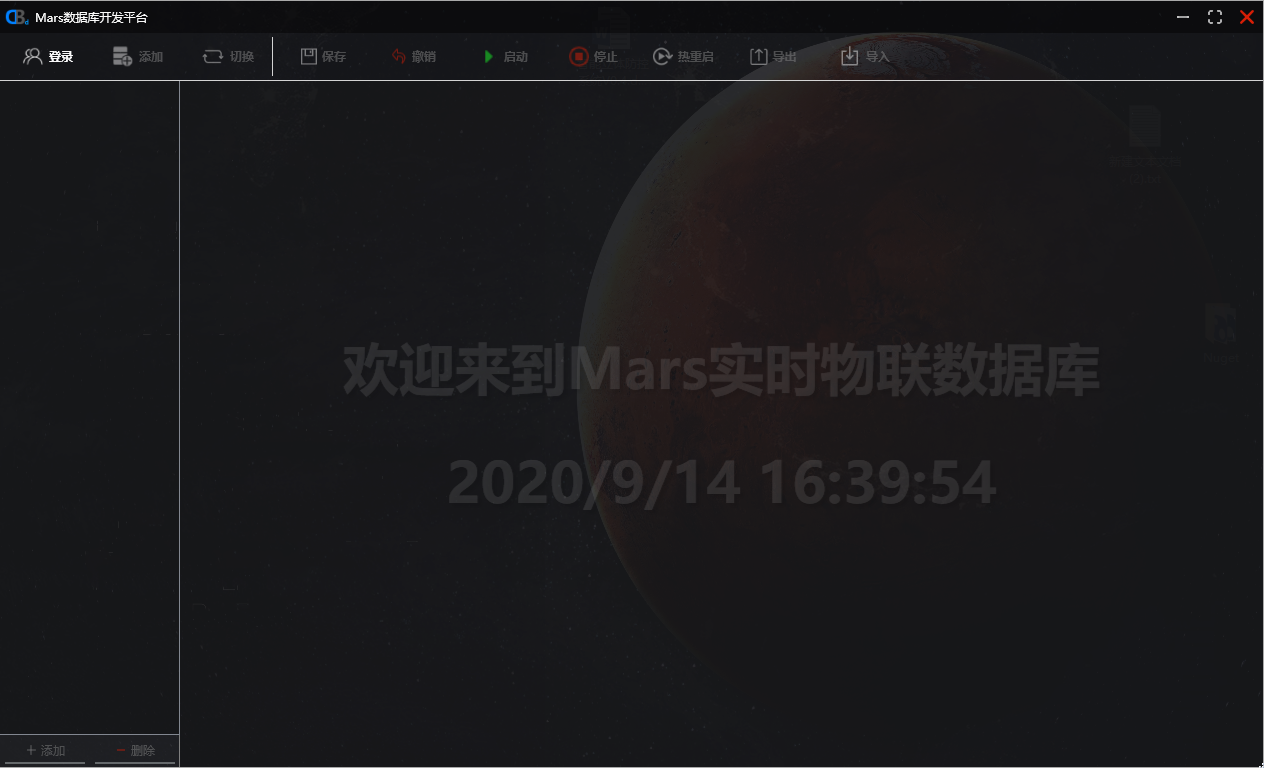 Mars数据库开发平台
登录 添加 切换 保存 撤销 启动 停止 热重启 导出 导入
欢迎来到Mars实时物联数据库
2020/9/14 16:39:54
+ 添加 − 删除